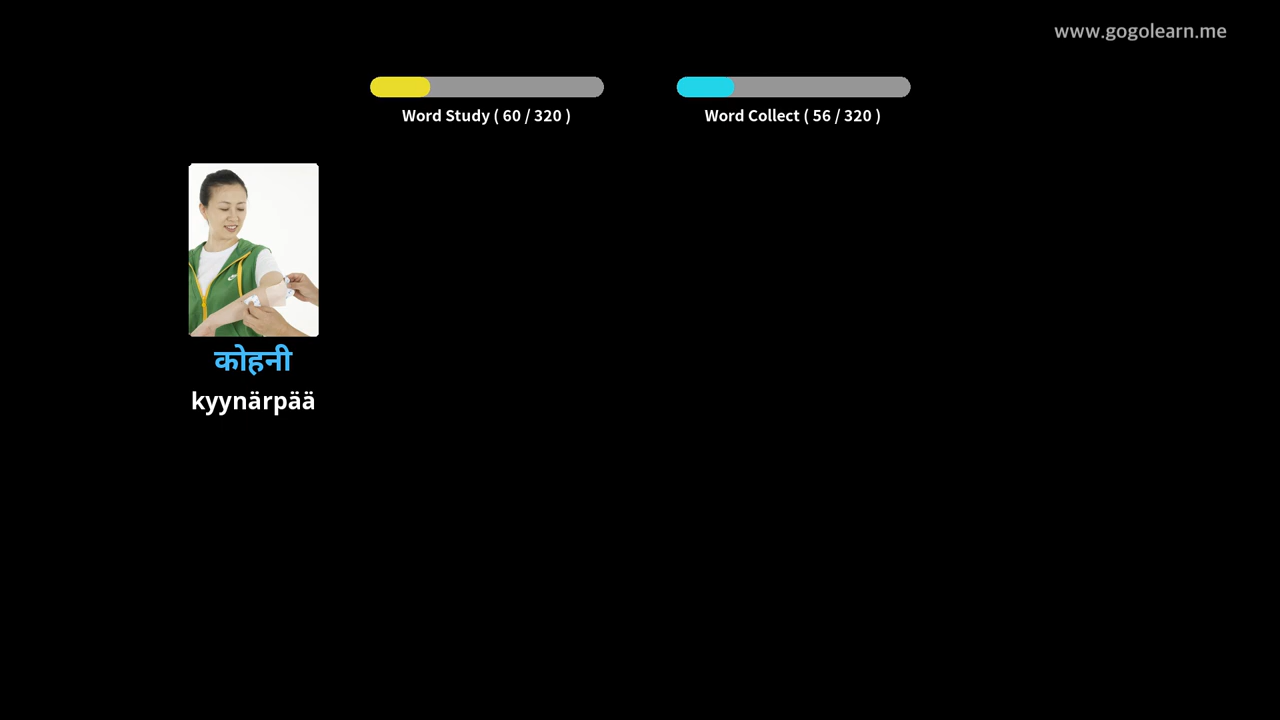 www.gogolearn.me
Word Study ( 60 / 320 )
Word Collect ( 56 / 320 )
कोहनी
kyynärpää